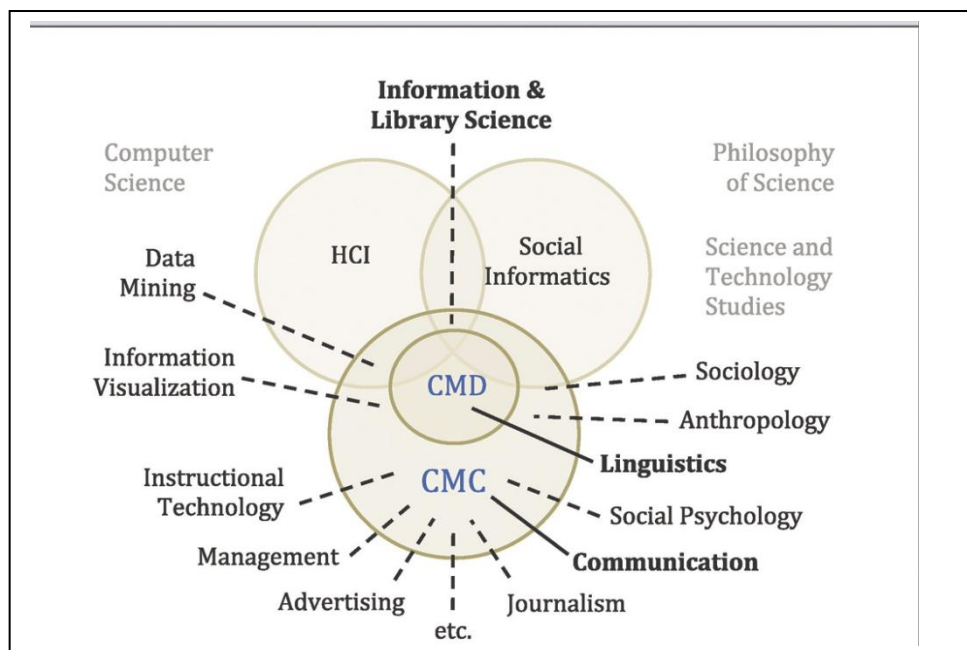 Information &
Library Science
Computer
Science
Philosophy
of Science
HCI
Social
Informatics
Science and
Technology
Studies
Data
Mining
Information
Visualization
CMD
Sociology
Anthropology
Linguistics
Instructional
Technology
CMC
Social Psychology
Management
Communication
Advertising
Journalism
etc.